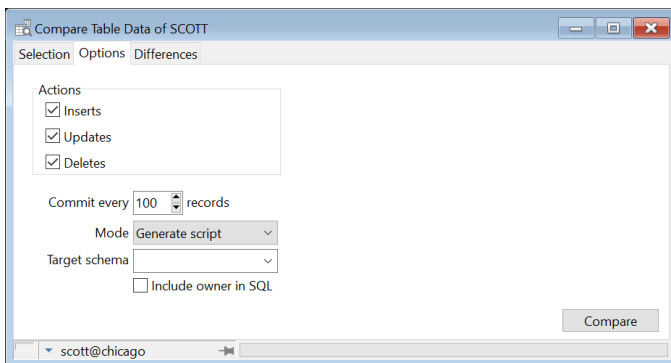 Compare Table Data of SCOTT
Selection Options Differences
Actions
Inserts
Updates
Deletes
Commit every 100 records
Mode Generate script
Target schema
Include owner in SQL
Compare
scott@chicago